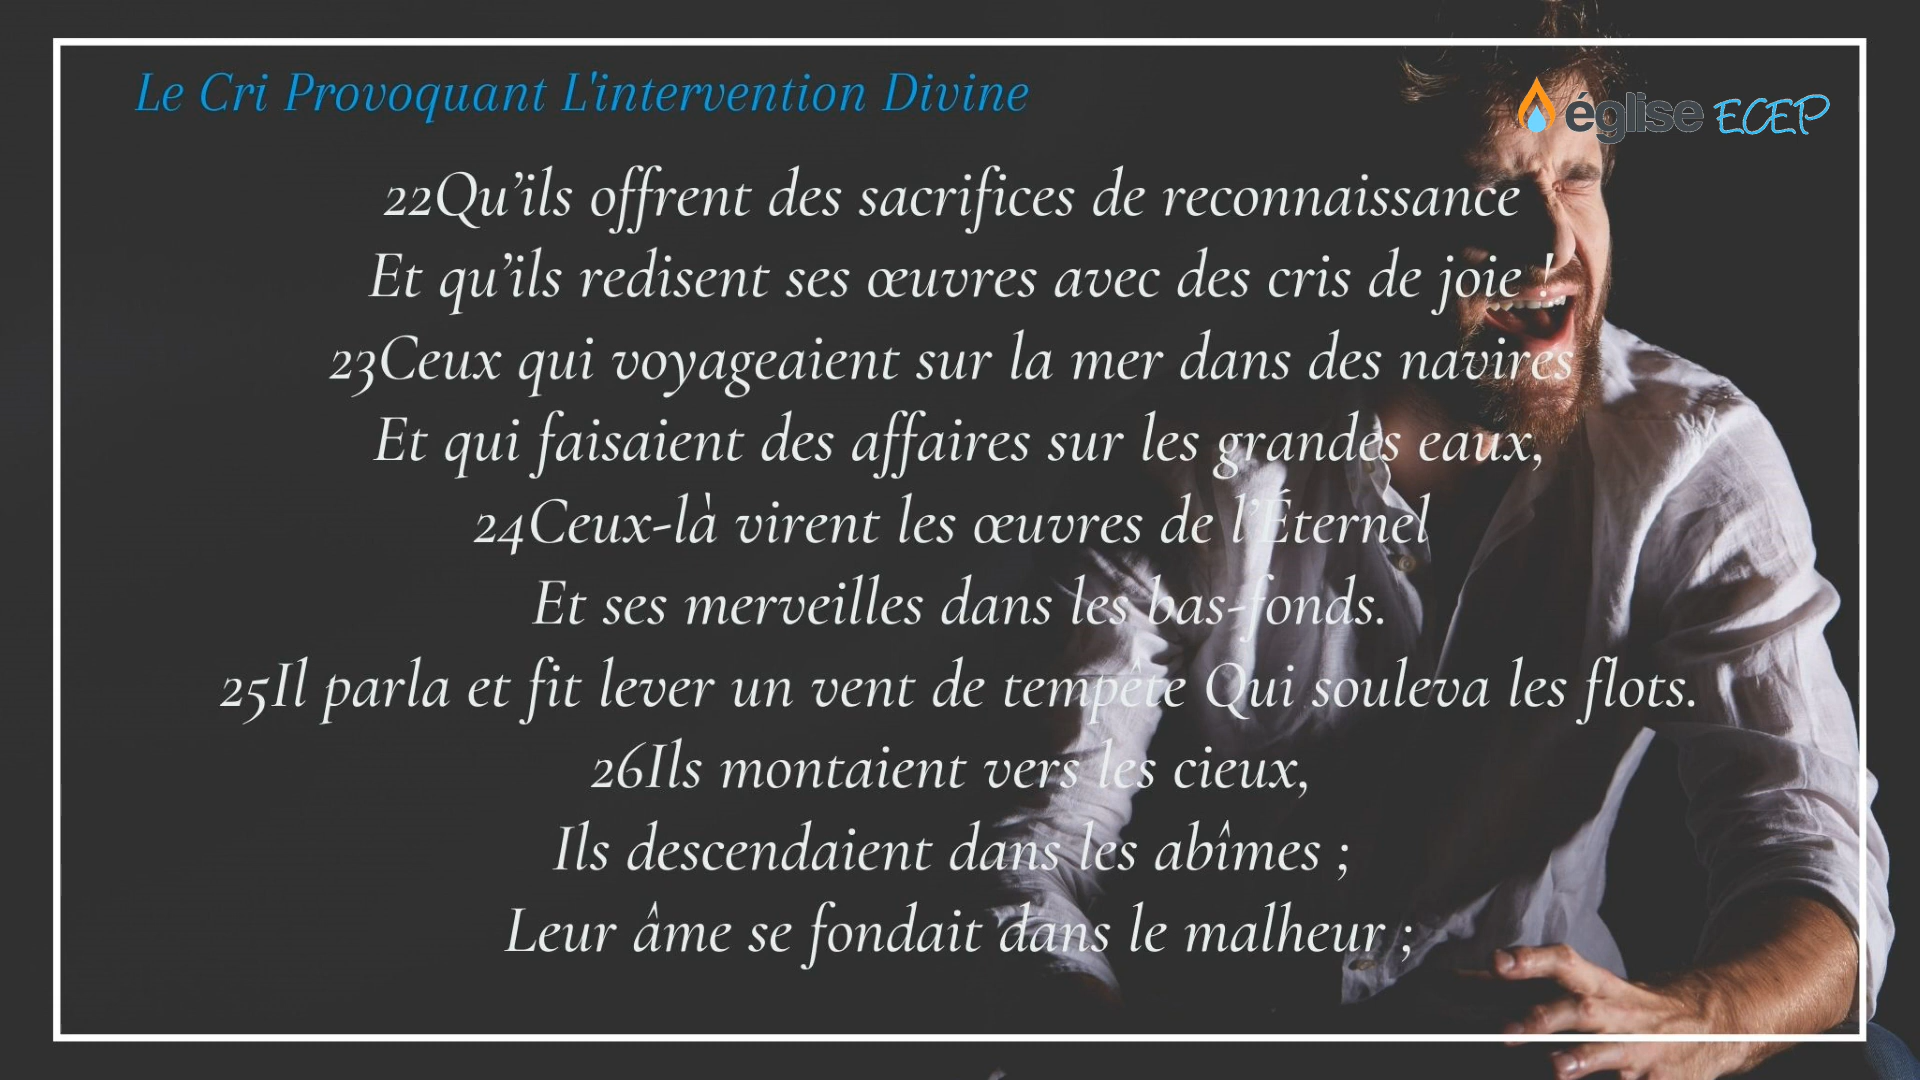 Le Cri Provoquant L'intervention Divine
église ECEP
22Qu’ils offrent des sacrifices de reconnaissance
Et qu’ils redisent ses œuvres avec des cris de joie !
23Ceux qui voyageaient sur la mer dans des navires
Et qui faisaient des affaires sur les grandes eaux,
24Ceux-là virent les œuvres de l’Éternel
Et ses merveilles dans les bas-fonds.
25Il parla et fit lever un vent de tempête Qui souleva les flots.
26Ils montaient vers les cieux,
Ils descendaient dans les abîmes ;
Leur âme se fondait dans le malheur ;